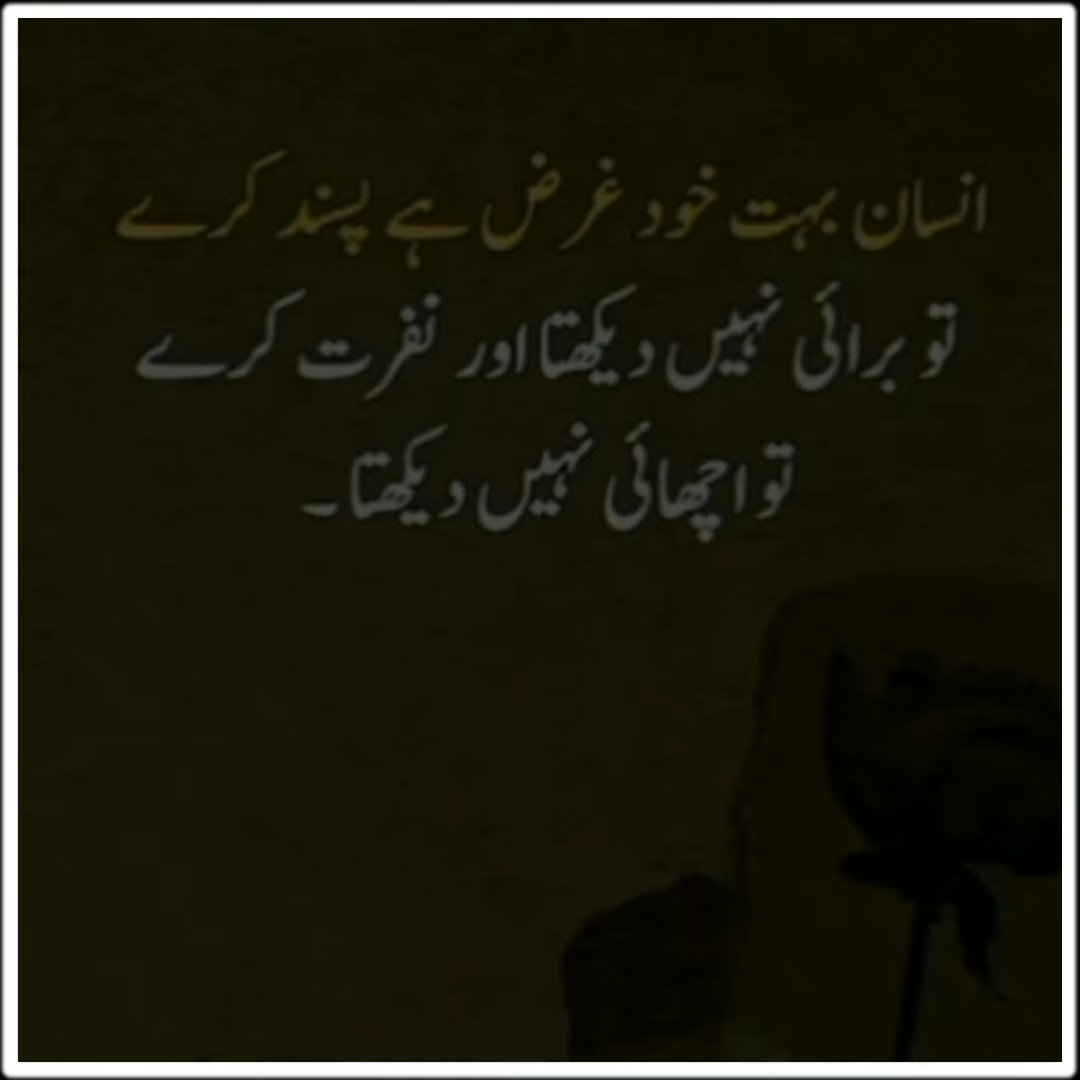 انسان بہت خود غرض ہے پسند کرے
تو برائی نہیں دیکھتا اور نفرت کرے
تو اچھائی نہیں دیکھتا۔